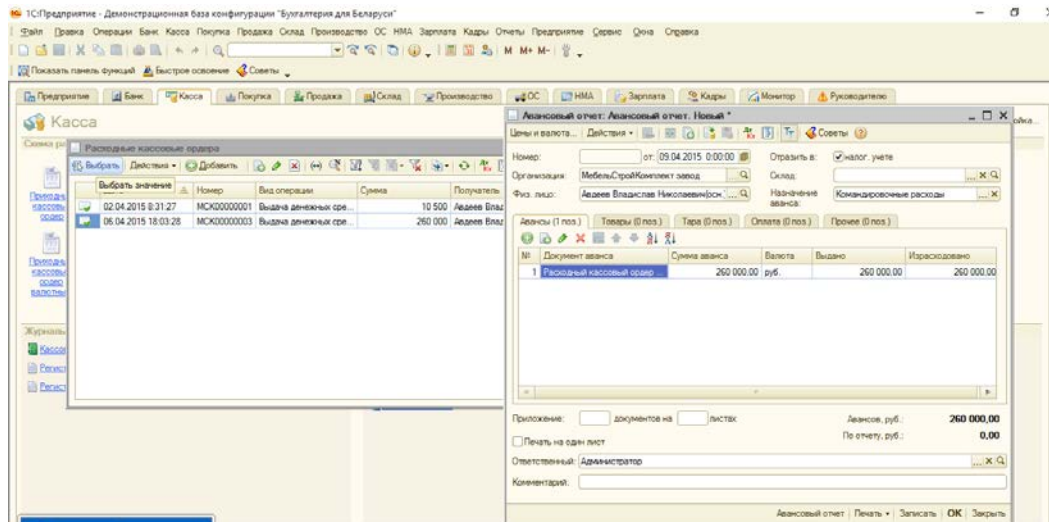 1С:Предприятие - Демонстрационная база конфигурации "Бухгалтерия для Беларуси"
Файл Правка Операции Банк Касса Покупка Продажа Склад Производство ОС НМА Зарплата Кадры Отчеты Предприятие Сервис Окна Справка
M M+ M-
Показать панель функций Быстрое освоение Советы
Предприятие Банк Касса Покупка Продажа Склад Производство ОС НМА Зарплата Кадры Монитор Руководителю
Касса
Расходные кассовые ордера
Выбрать Действия Добавить
Выбрать значение Номер Вид операции Сумма Получатель
02.04.2015 8:31:27 МСК00000001 Выдача денежных сре... 10 500 Авдеев Влад
06.04.2015 18:03:28 МСК00000003 Выдача денежных сре... 260 000 Авдеев Влад
Журналы
Кассов
Регист
Регист
Авансовый отчет: Авансовый отчет. Новый *
Цены и валюта... Действия Советы
Номер: от: 09.04.2015 0:00:00 Отразить в: налог. учете
Организация: МебельСтройКомплект завод Склад:
Физ. лицо: Авдеев Владислав Николаевич(осн. ... Назначение аванса: Командировочные расходы
Авансы (1 поз.) Товары (0 поз.) Тара (0 поз.) Оплата (0 поз.) Прочее (0 поз.)
№ Документ аванса Сумма аванса Валюта Выдано Израсходовано
1 Расходный кассовый ордер ... 260 000.00 руб. 260 000.00 260 000.00
Приложение: документов на листах
Авансов, руб.: 260 000,00
Печать на один лист
По отчету, руб.: 0,00
Ответственный: Администратор
Комментарий:
Авансовый отчет Печать Записать OK Закрыть